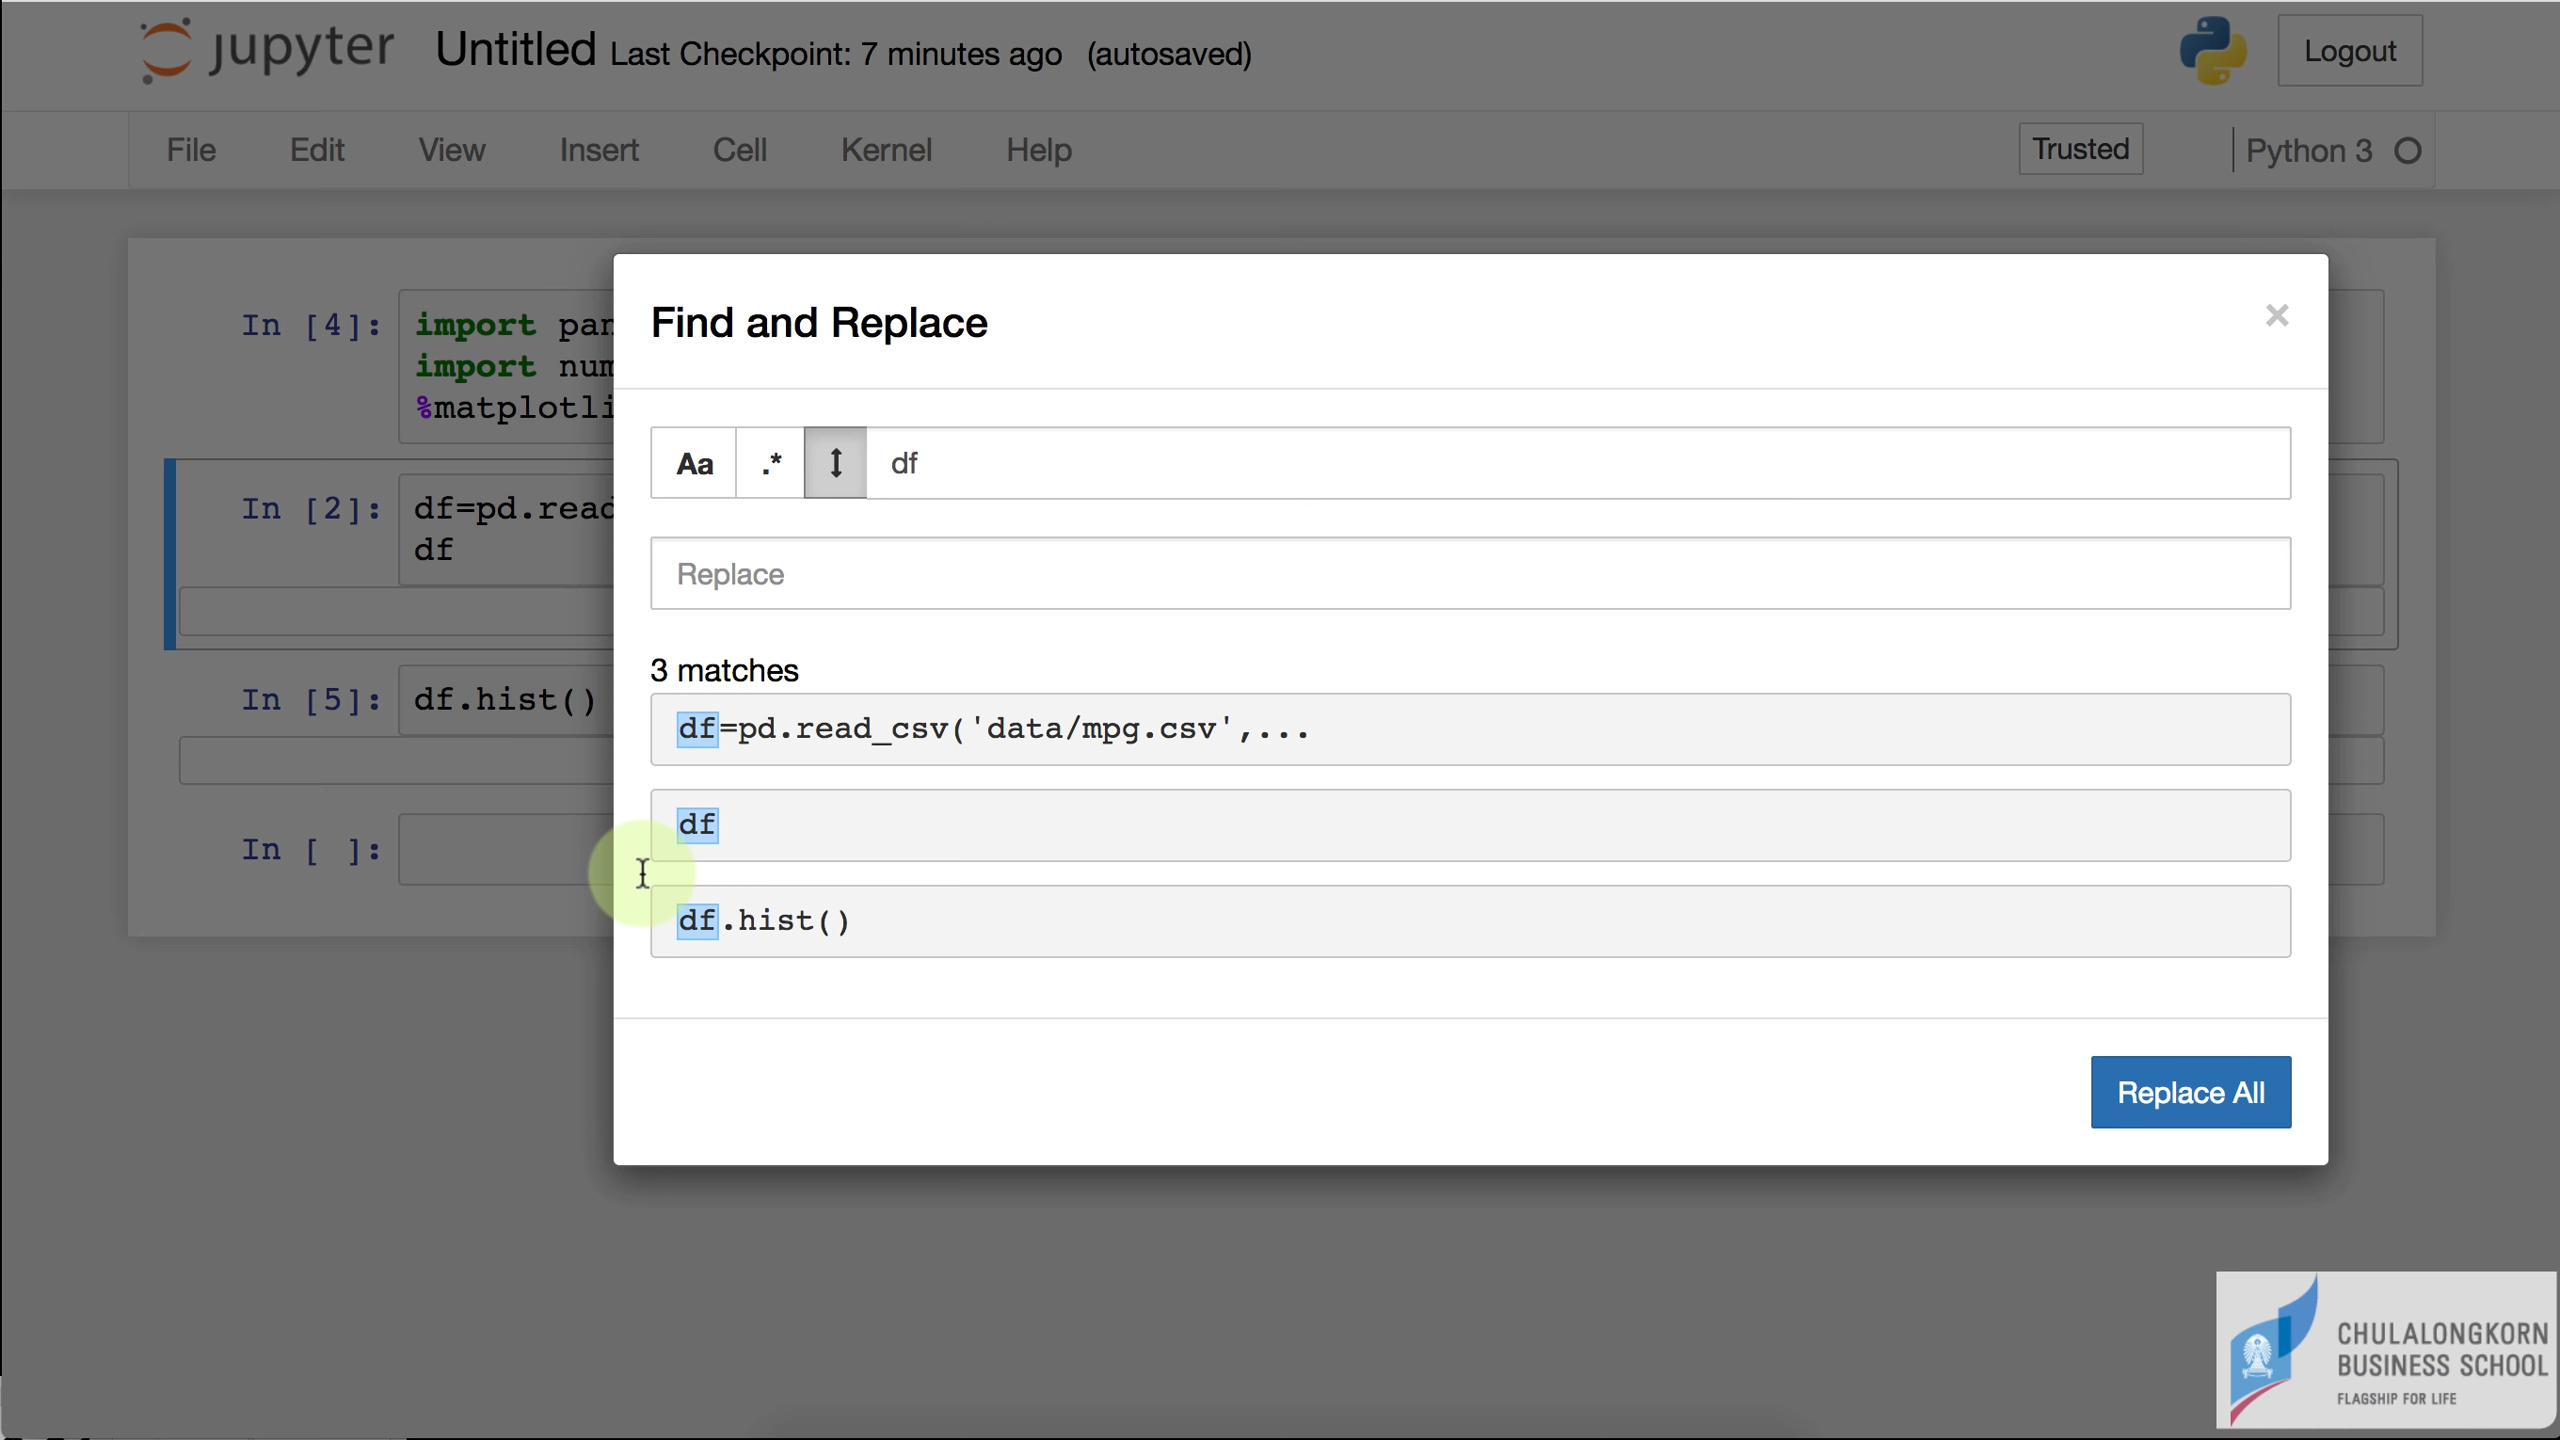 jupyter Untitled Last Checkpoint: 7 minutes ago (autosaved) Logout
File Edit View Insert Cell Kernel Help Trusted Python 3
Find and Replace ×
In [4]: import pan
import num
%matplotli
Aa .* df
In [2]: df=pd.read
df
Replace
3 matches
In [5]: df.hist()
df=pd.read_csv('data/mpg.csv',...
df
In [ ]:
df.hist()
Replace All
CHULALONGKORN
BUSINESS SCHOOL
FLAGSHIP FOR LIFE